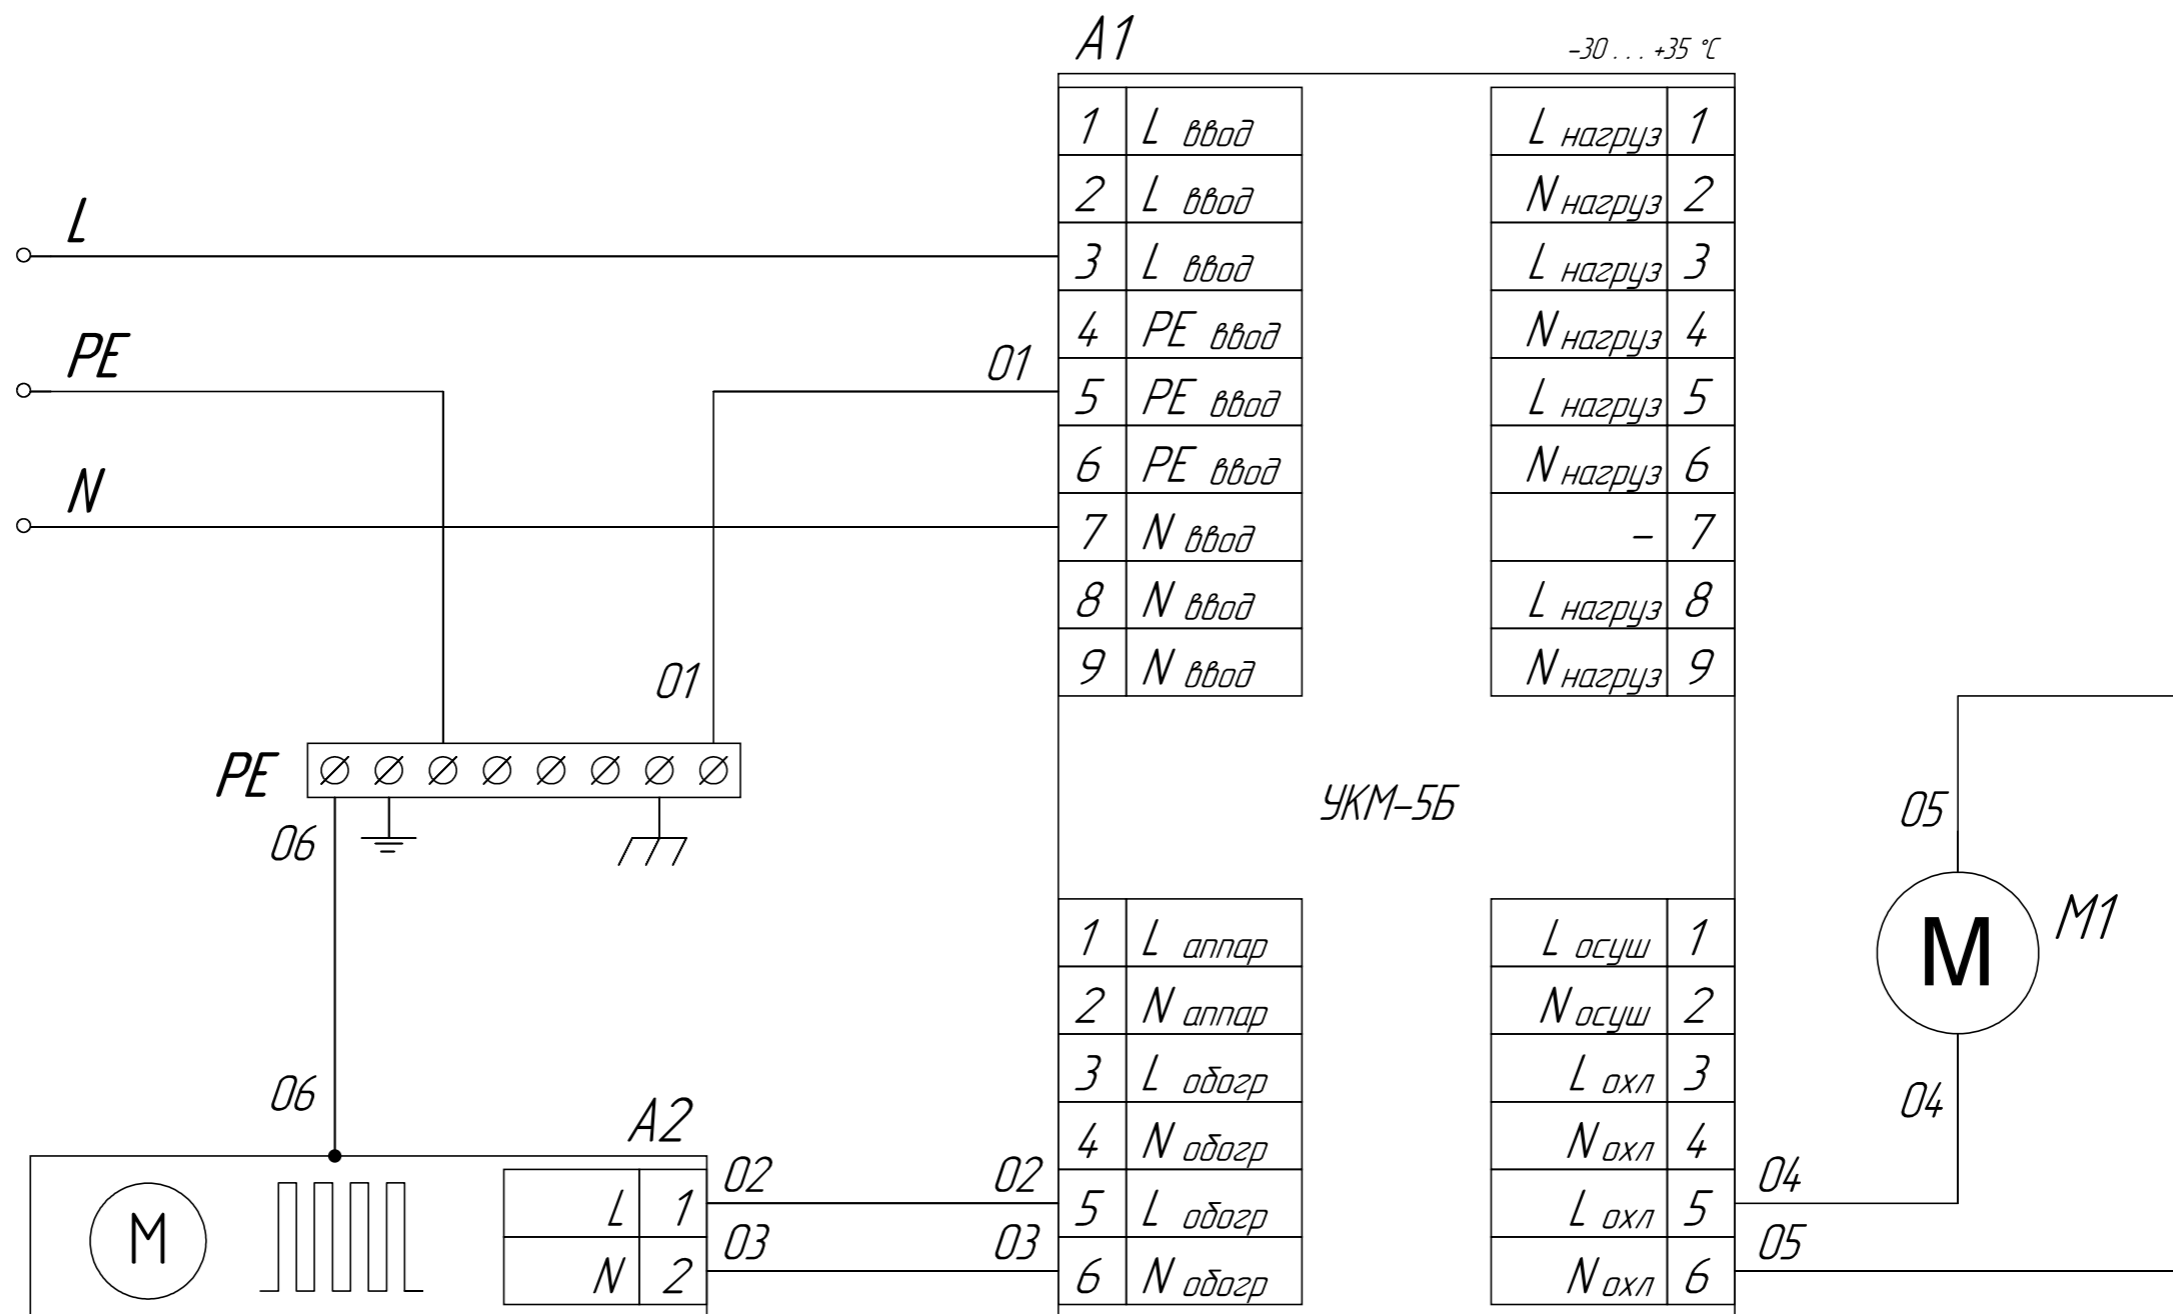 A1
-30 ... +35 °C
1 L ввод
L нагруз 1
2 L ввод
N нагруз 2
L
3 L ввод
L нагруз 3
4 PE ввод
N нагруз 4
PE
01
5 PE ввод
L нагруз 5
6 PE ввод
N нагруз 6
N
7 N ввод
- 7
8 N ввод
L нагруз 8
9 N ввод
N нагруз 9
01
PE
УКМ-5Б
05
06
1 L аппар
L осуш 1
M
M1
2 N аппар
N осуш 2
3 L обогр
L охл 3
06
04
A2
4 N обогр
N охл 4
02
02
04
L 1
5 L обогр
L охл 5
M
03
03
05
N 2
6 N обогр
N охл 6